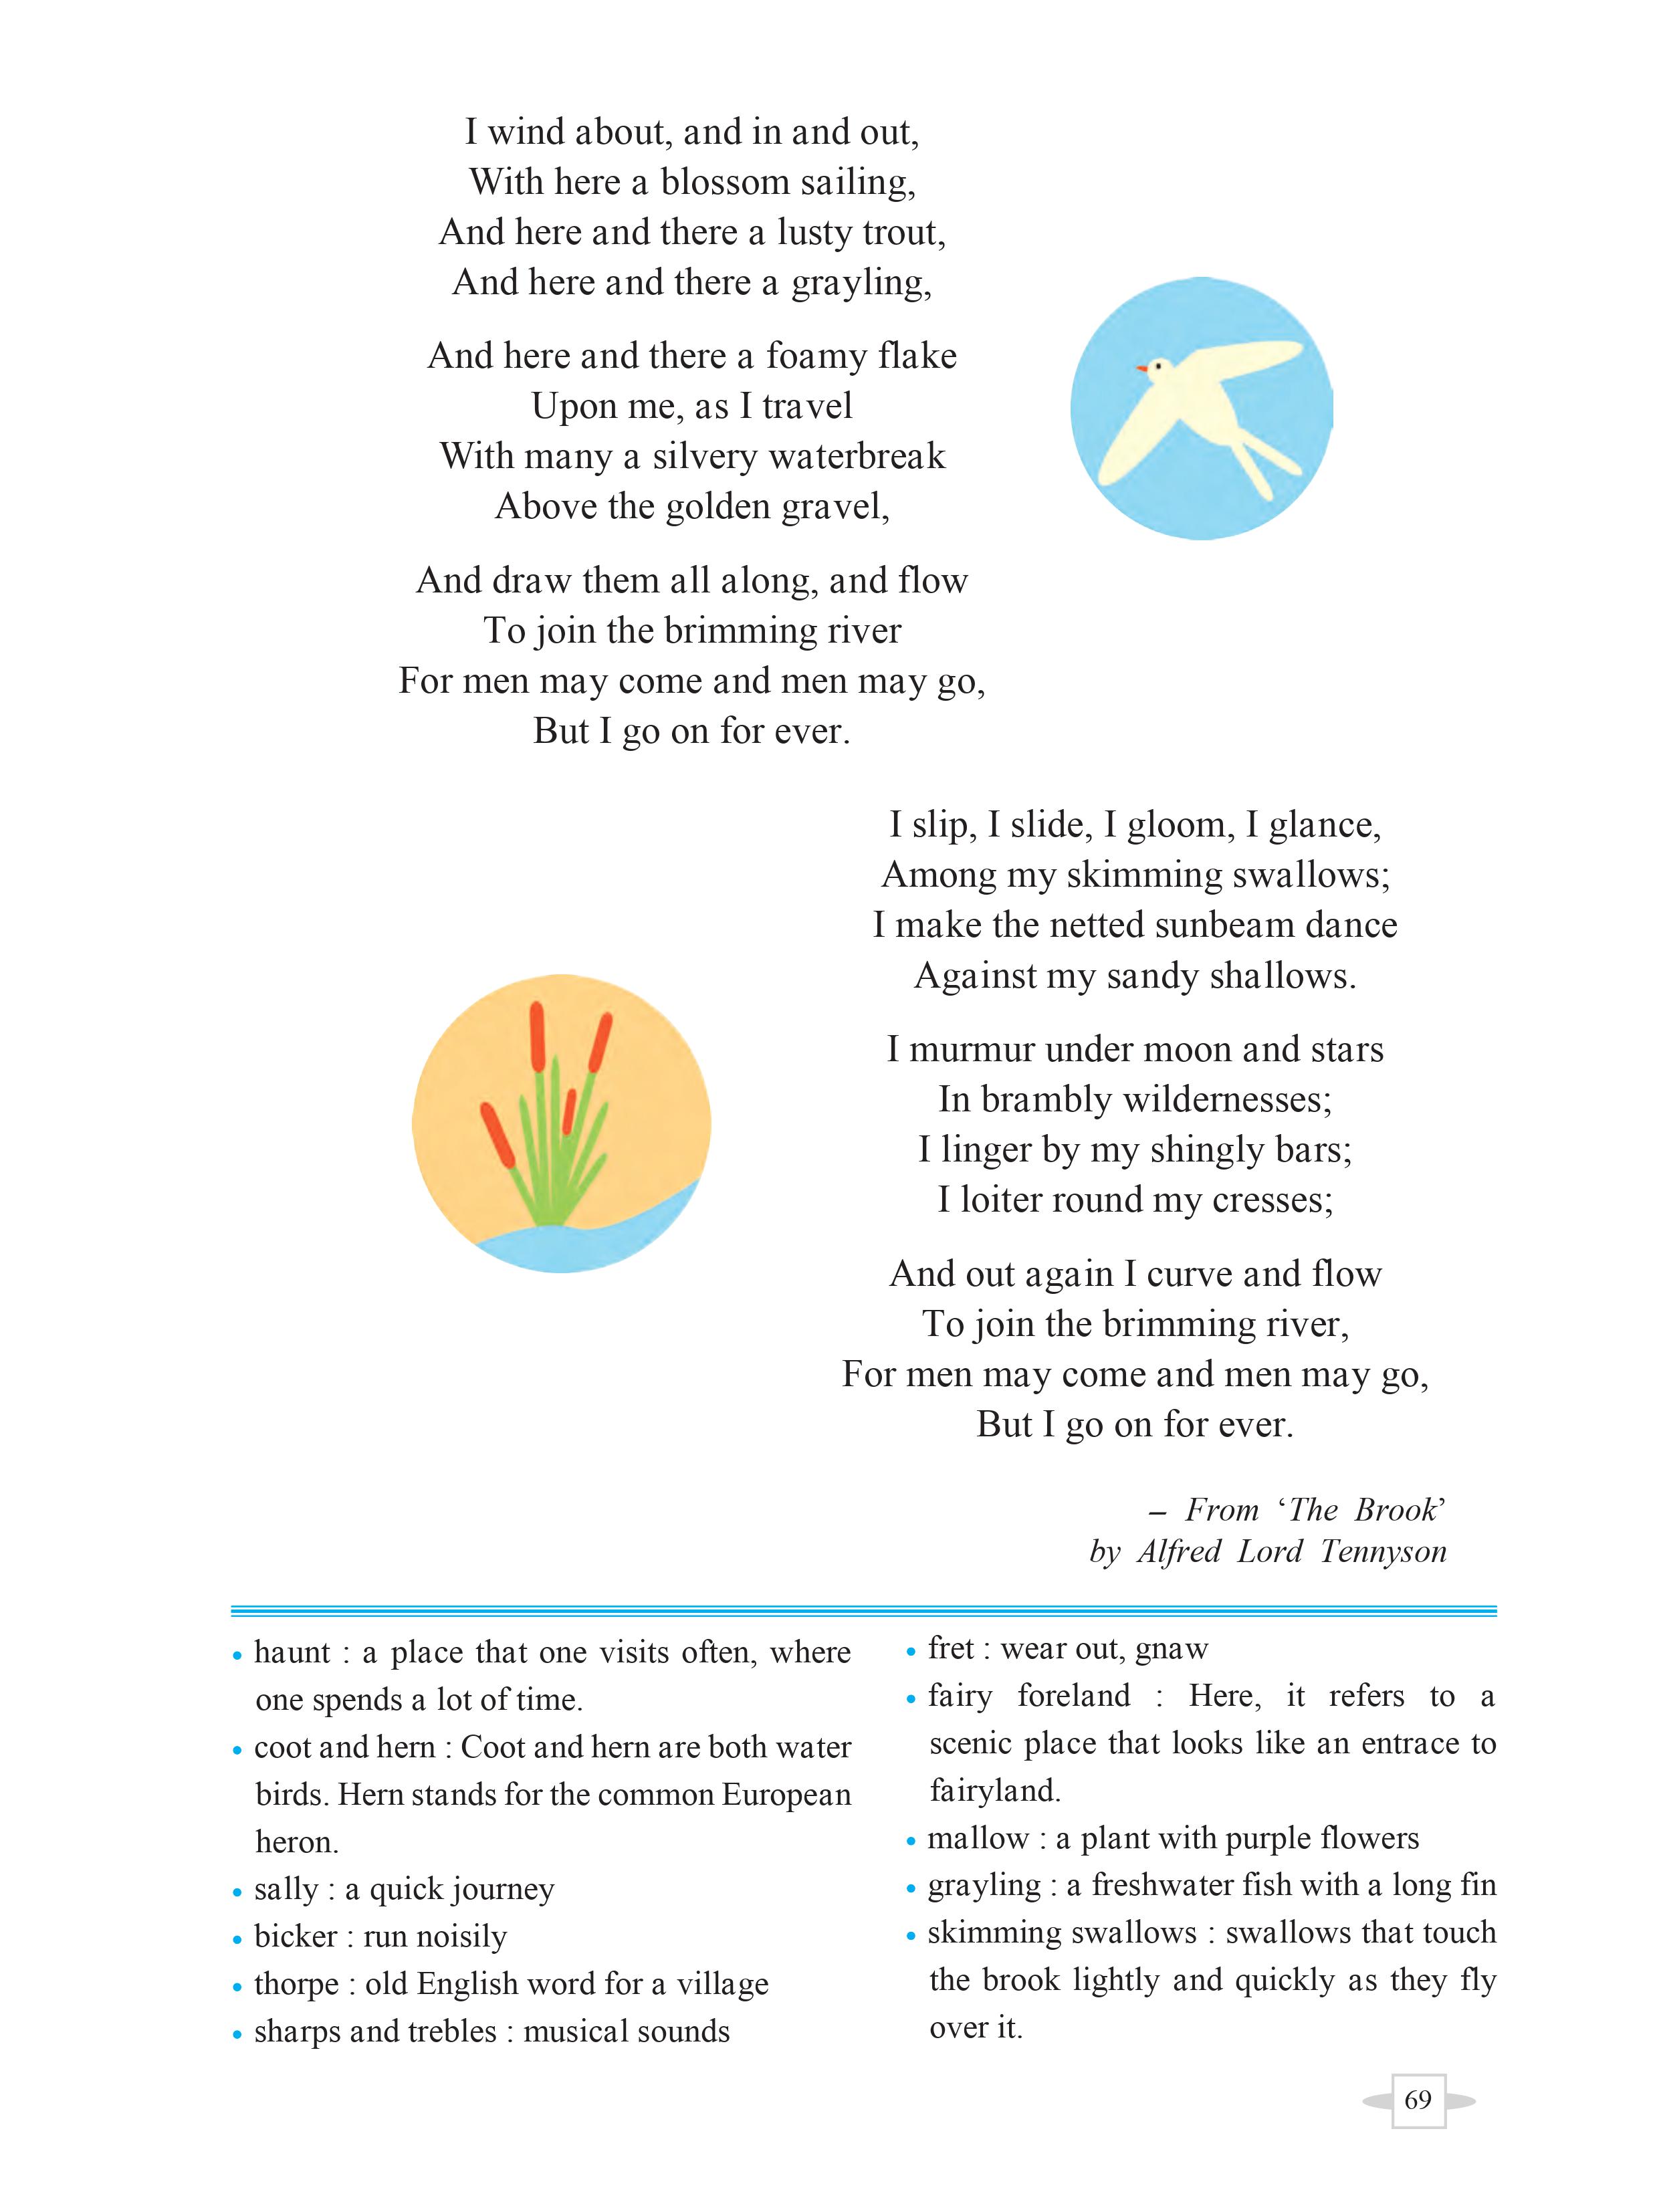 I wind about, and in and out,
With here a blossom sailing,
And here and there a lusty trout,
And here and there a grayling,
And here and there a foamy flake
Upon me, as I travel
With many a silvery waterbreak
Above the golden gravel,
And draw them all along, and flow
To join the brimming river
For men may come and men may go,
But I go on for ever.
I slip, I slide, I gloom, I glance,
Among my skimming swallows;
I make the netted sunbeam dance
Against my sandy shallows.
I murmur under moon and stars
In brambly wildernesses;
I linger by my shingly bars;
I loiter round my cresses;
And out again I curve and flow
To join the brimming river,
For men may come and men may go,
But I go on for ever.
– From ‘The Brook’
by Alfred Lord Tennyson
• haunt : a place that one visits often, where
one spends a lot of time.
• coot and hern : Coot and hern are both water
birds. Hern stands for the common European
heron.
• sally : a quick journey
• bicker : run noisily
• thorpe : old English word for a village
• sharps and trebles : musical sounds
• fret : wear out, gnaw
• fairy foreland : Here, it refers to a
scenic place that looks like an entrace to
fairyland.
• mallow : a plant with purple flowers
• grayling : a freshwater fish with a long fin
• skimming swallows : swallows that touch
the brook lightly and quickly as they fly
over it.
69